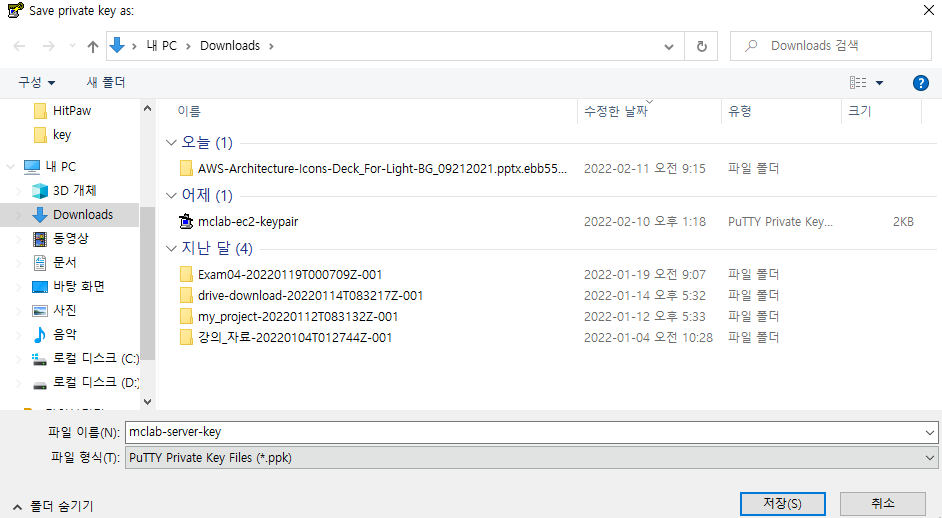 Save private key as:
내 PC > Downloads >
Downloads 검색
구성
새 폴더
HitPaw
key
내 PC
3D 개체
Downloads
동영상
문서
바탕 화면
사진
음악
로컬 디스크 (C:)
로컬 디스크 (D:)
이름 수정한 날짜 유형 크기
오늘 (1)
AWS-Architecture-Icons-Deck_For-Light-BG_09212021.pptx.ebb55... 2022-02-11 오전 9:15 파일 폴더
어제 (1)
mclab-ec2-keypair 2022-02-10 오후 1:18 PuTTY Private Key... 2KB
지난 달 (4)
Exam04-20220119T000709Z-001 2022-01-19 오전 9:07 파일 폴더
drive-download-20220114T083217Z-001 2022-01-14 오후 5:32 파일 폴더
my_project-20220112T083132Z-001 2022-01-12 오후 5:33 파일 폴더
강의_자료-20220104T012744Z-001 2022-01-04 오전 10:28 파일 폴더
파일 이름(N): mclab-server-key
파일 형식(T): PuTTY Private Key Files (*.ppk)
폴더 숨기기
저장(S)
취소